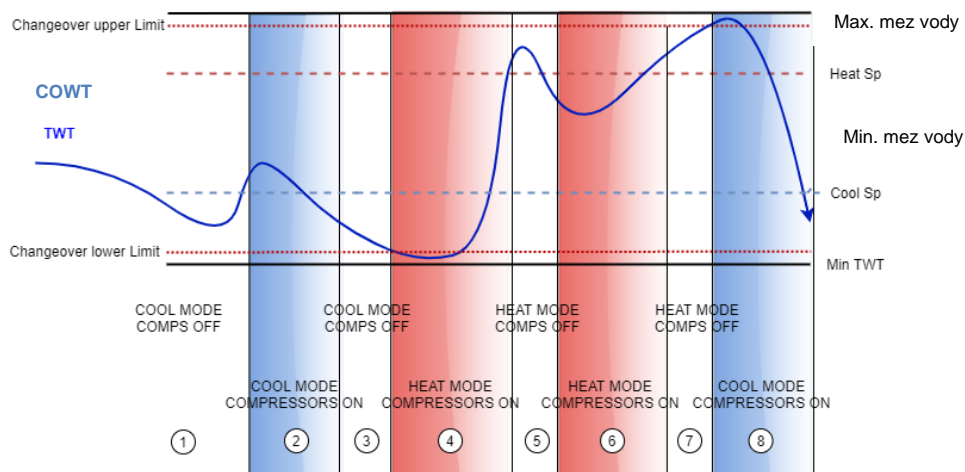 Changeover upper Limit
Max. mez vody
Heat Sp
COWT
TWT
Min. mez vody
Cool Sp
Changeover lower Limit
Min TWT
COOL MODE
COMPS OFF
COOL MODE
COMPS OFF
HEAT MODE
COMPS OFF
HEAT MODE
COMPS OFF
COOL MODE
COMPRESSORS ON
HEAT MODE
COMPRESSORS ON
HEAT MODE
COMPRESSORS ON
COOL MODE
COMPRESSORS ON
1
2
3
4
5
6
7
8